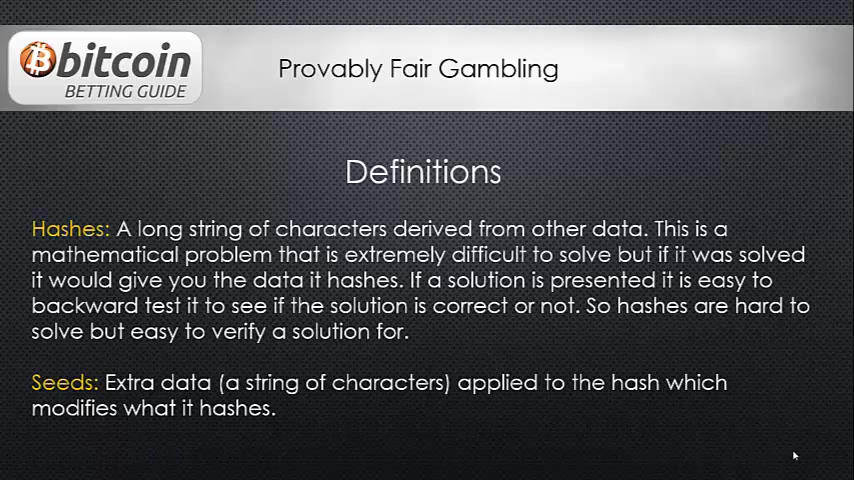 bitcoin
BETTING GUIDE
Provably Fair Gambling
Definitions
Hashes: A long string of characters derived from other data. This is a
mathematical problem that is extremely difficult to solve but if it was solved
it would give you the data it hashes. If a solution is presented it is easy to
backward test it to see if the solution is correct or not. So hashes are hard to
solve but easy to verify a solution for.
Seeds: Extra data (a string of characters) applied to the hash which
modifies what it hashes.